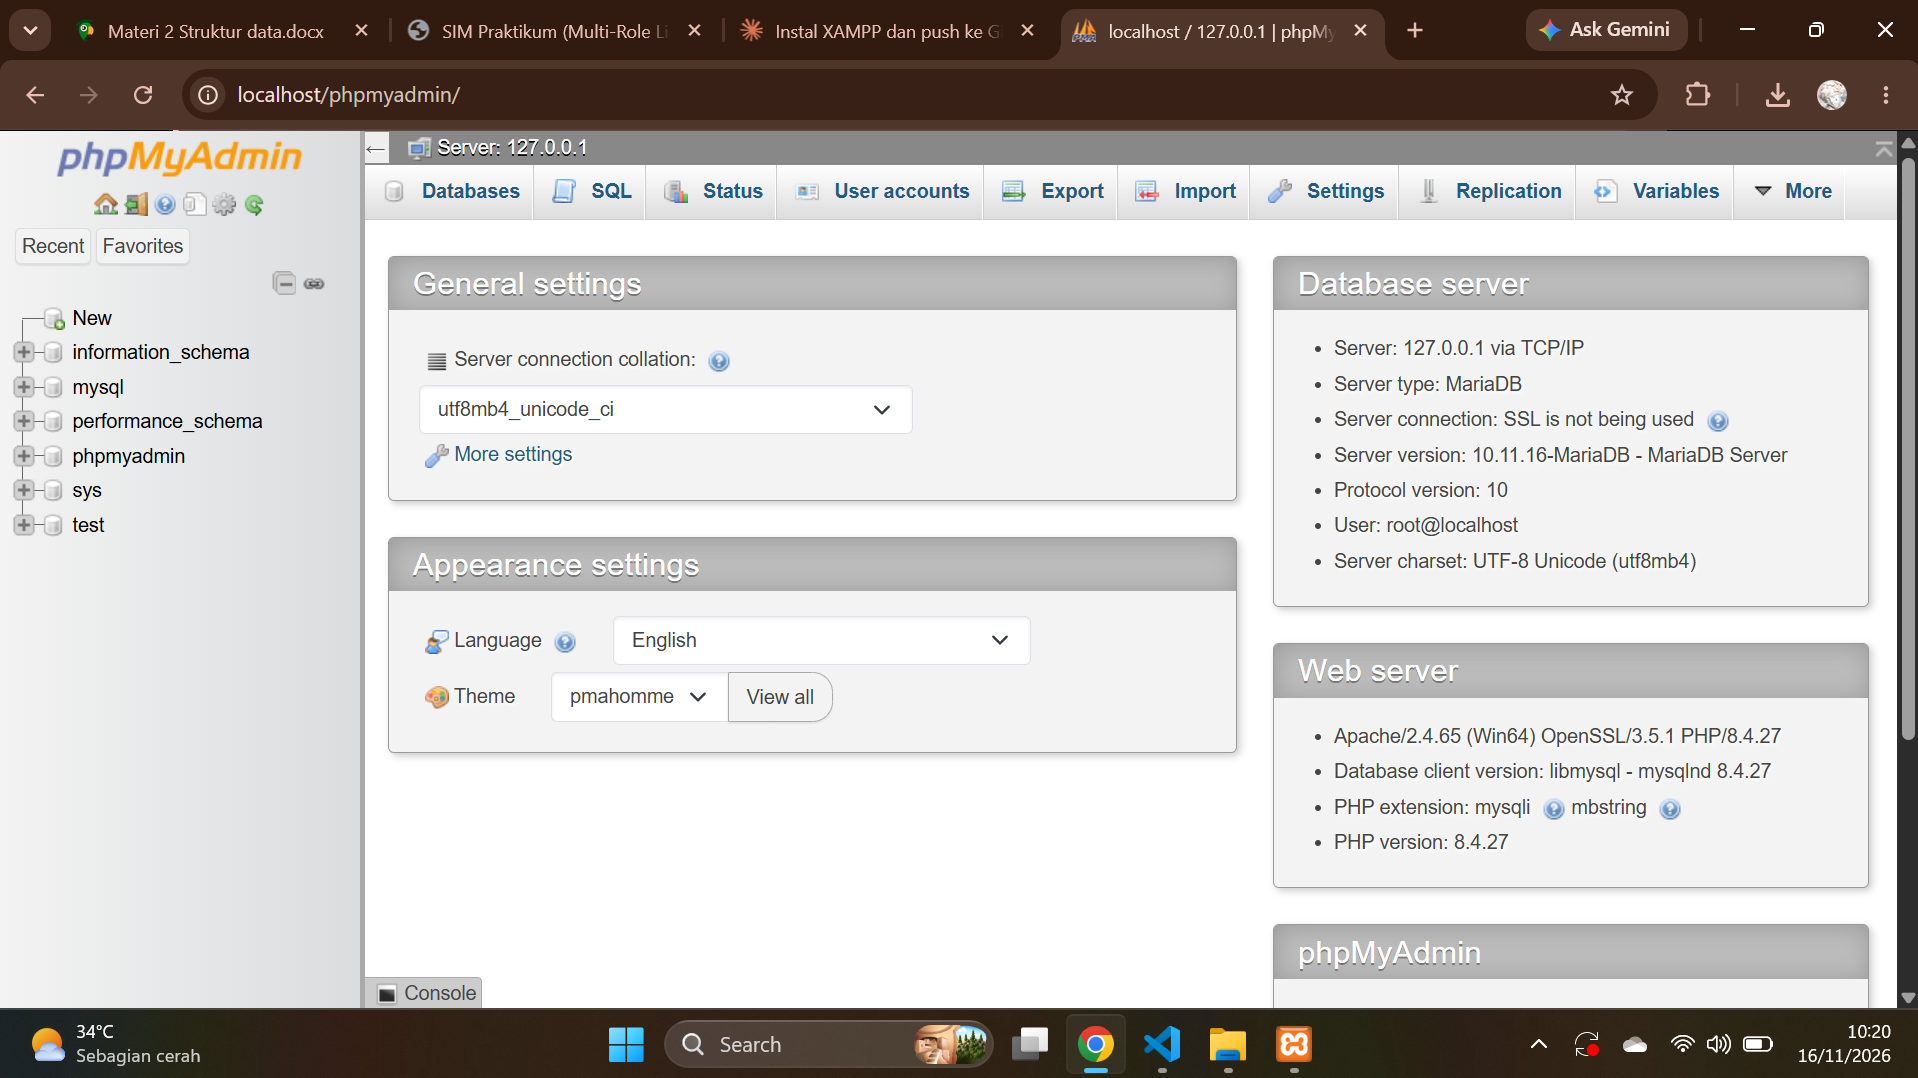 Materi 2 Struktur data.docx
SIM Praktikum (Multi-Role Li
Instal XAMPP dan push ke G
localhost / 127.0.0.1 | phpMy
Ask Gemini
localhost/phpmyadmin/
phpMyAdmin
Recent
Favorites
New
information_schema
mysql
performance_schema
phpmyadmin
sys
test
Server: 127.0.0.1
Databases
SQL
Status
User accounts
Export
Import
Settings
Replication
Variables
More
General settings
Server connection collation:
utf8mb4_unicode_ci
More settings
Appearance settings
Language
English
Theme
pmahomme
View all
Database server
Server: 127.0.0.1 via TCP/IP
Server type: MariaDB
Server connection: SSL is not being used
Server version: 10.11.16-MariaDB - MariaDB Server
Protocol version: 10
User: root@localhost
Server charset: UTF-8 Unicode (utf8mb4)
Web server
Apache/2.4.65 (Win64) OpenSSL/3.5.1 PHP/8.4.27
Database client version: libmysql - mysqlnd 8.4.27
PHP extension: mysqli mbstring
PHP version: 8.4.27
phpMyAdmin
Console
34°C
Sebagian cerah
Search
10:20
16/11/2026